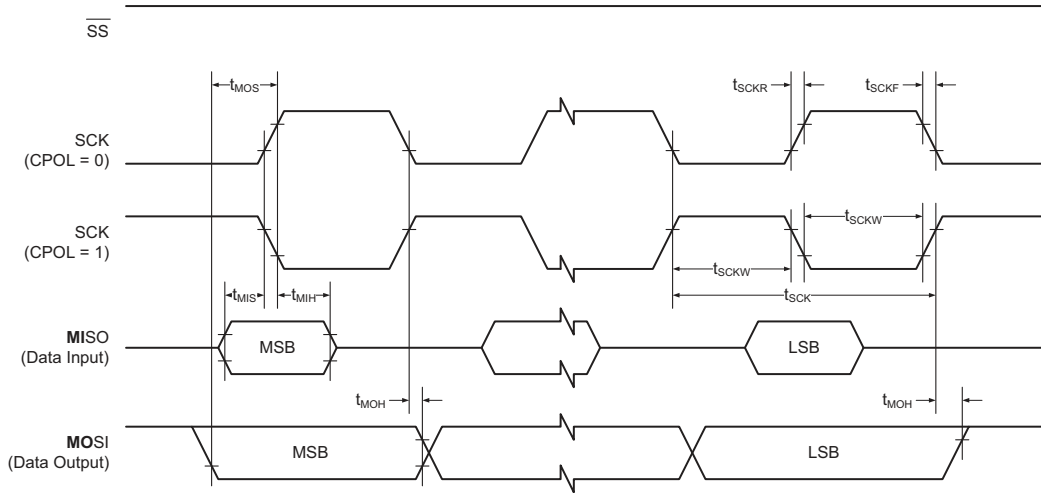 SS
tMOS
tSCKR
tSCKF
SCK
(CPOL = 0)
SCK
(CPOL = 1)
tSCKW
tSCKW
tSCK
tMIS
tMIH
MISO
(Data Input)
MSB
LSB
tMOH
tMOH
MOSI
(Data Output)
MSB
LSB